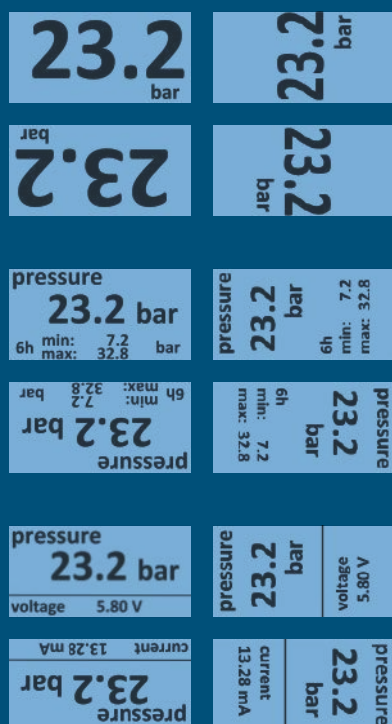 23.2
bar
23.2
bar
23.2
bar
23.2
bar
pressure
23.2 bar
6h min: 7.2 bar
max: 32.8
pressure
23.2
bar
6h
min: 7.2
max: 32.8
pressure
23.2 bar
6h min: 7.2 bar
max: 32.8
pressure
23.2
bar
6h
min: 7.2
max: 32.8
pressure
23.2 bar
voltage 5.80 V
pressure
23.2
bar
voltage
5.80 V
pressure
23.2 bar
current 13.28 mA
pressure
23.2
bar
current
13.28 mA